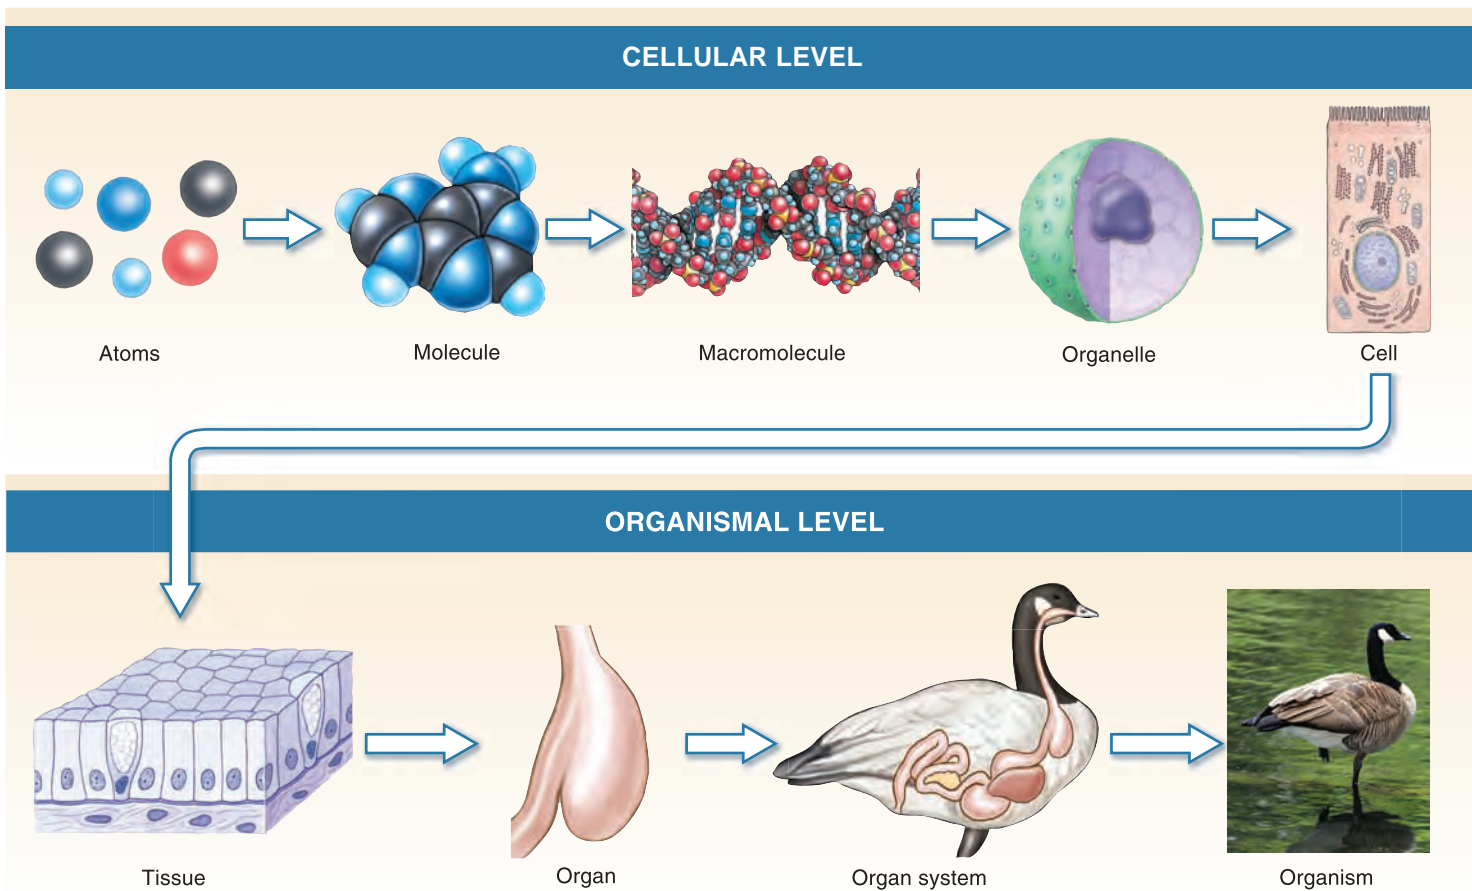 CELLULAR LEVEL
Atoms
Molecule
Macromolecule
Organelle
Cell
ORGANISMAL LEVEL
Tissue
Organ
Organ system
Organism